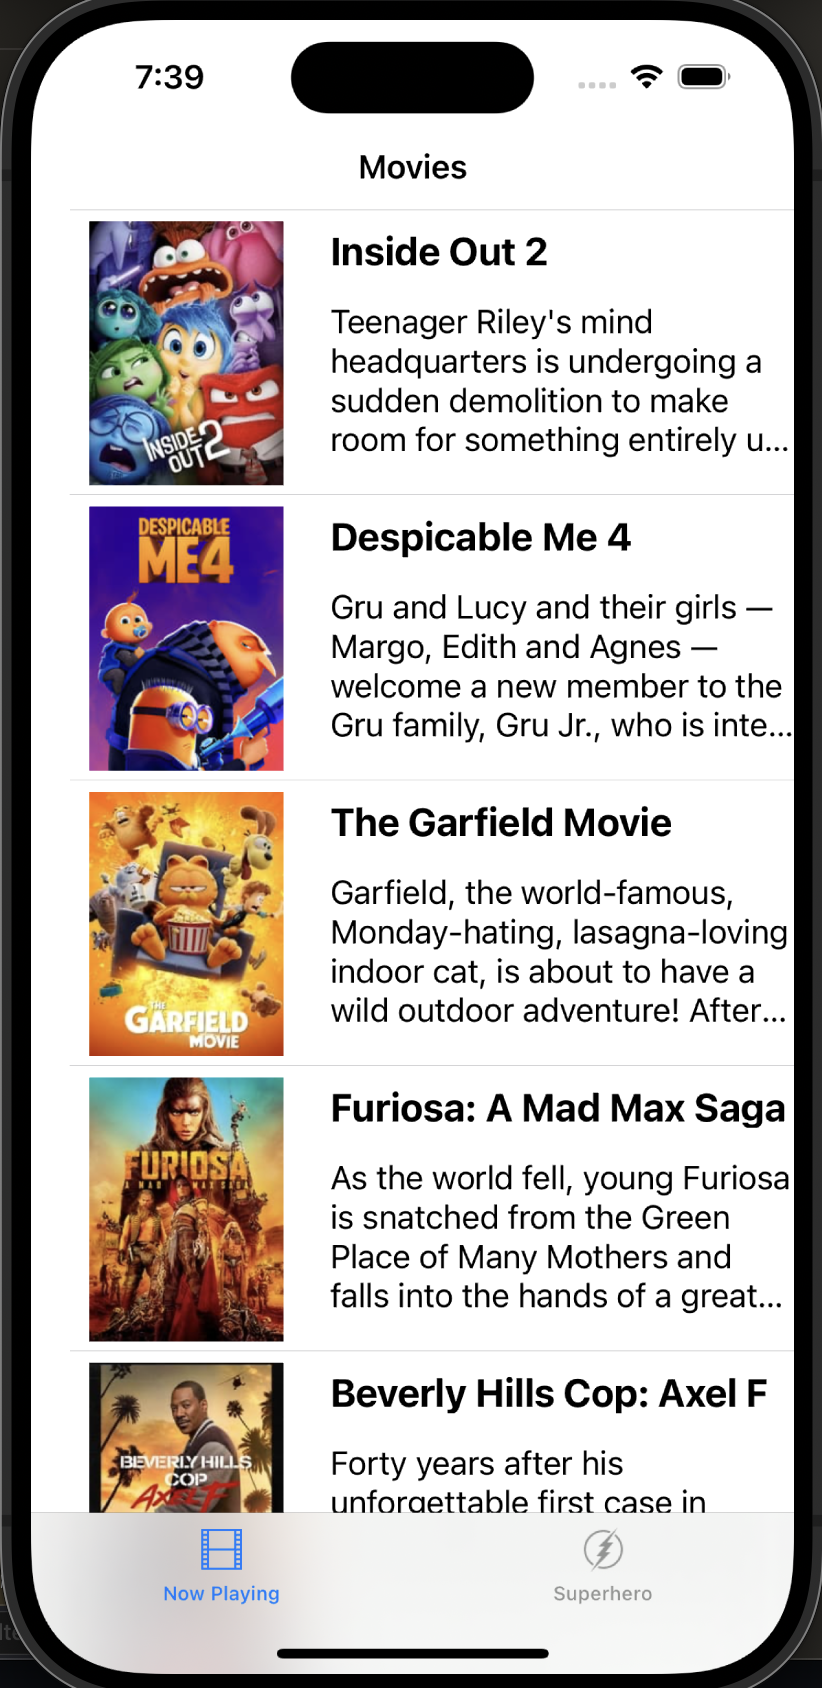 7:39
Movies
INSIDE
OUT 2
Inside Out 2
Teenager Riley's mind
headquarters is undergoing a
sudden demolition to make
room for something entirely u...
DESPICABLE
ME 4
Despicable Me 4
Gru and Lucy and their girls —
Margo, Edith and Agnes —
welcome a new member to the
Gru family, Gru Jr., who is inte...
THE
GARFIELD
MOVIE
The Garfield Movie
Garfield, the world-famous,
Monday-hating, lasagna-loving
indoor cat, is about to have a
wild outdoor adventure! After...
FURIOSA
A MAD MAX SAGA
Furiosa: A Mad Max Saga
As the world fell, young Furiosa
is snatched from the Green
Place of Many Mothers and
falls into the hands of a great...
BEVERLY HILLS
COP
AXEL F
Beverly Hills Cop: Axel F
Forty years after his
unforgettable first case in
Now Playing
Superhero